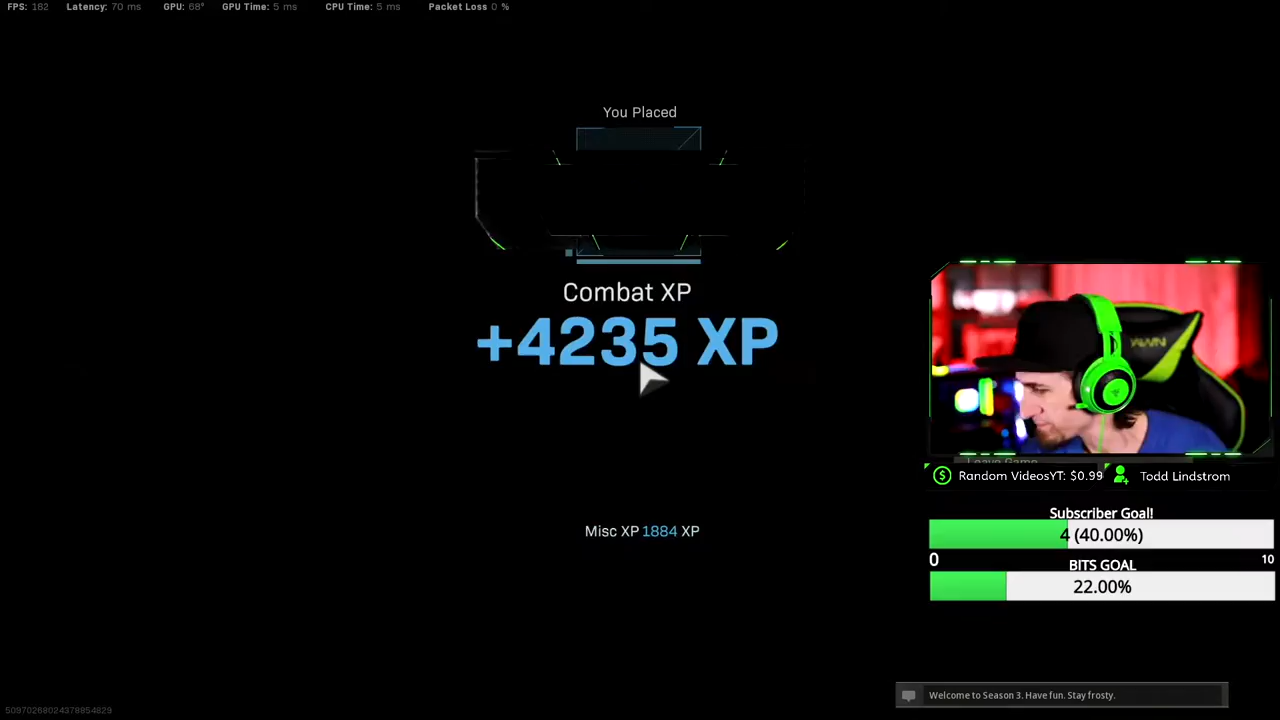 FPS: 182 Latency: 70 ms GPU: 68° GPU Time: 5 ms CPU Time: 5 ms Packet Loss 0 %
You Placed
Combat XP
+4235 XP
Misc XP 1884 XP
Leave Game
Random VideosYT: $0.99 Todd Lindstrom
Subscriber Goal!
4 (40.00%)
0 10
BITS GOAL
22.00%
Welcome to Season 3. Have fun. Stay frosty.